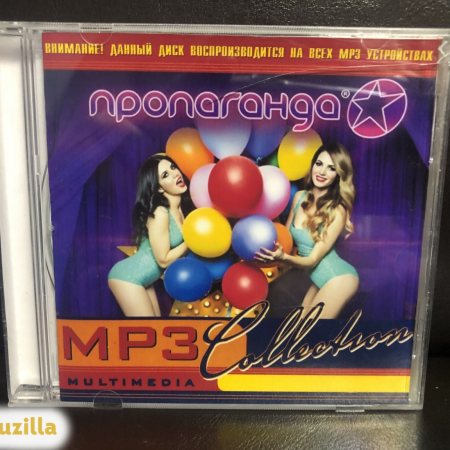 ВНИМАНИЕ! ДАННЫЙ ДИСК ВОСПРОИЗВОДИТСЯ НА ВСЕХ MP3 УСТРОЙСТВАХ
пропаганда®
MP3 Collection
MULTIMEDIA
uzilla